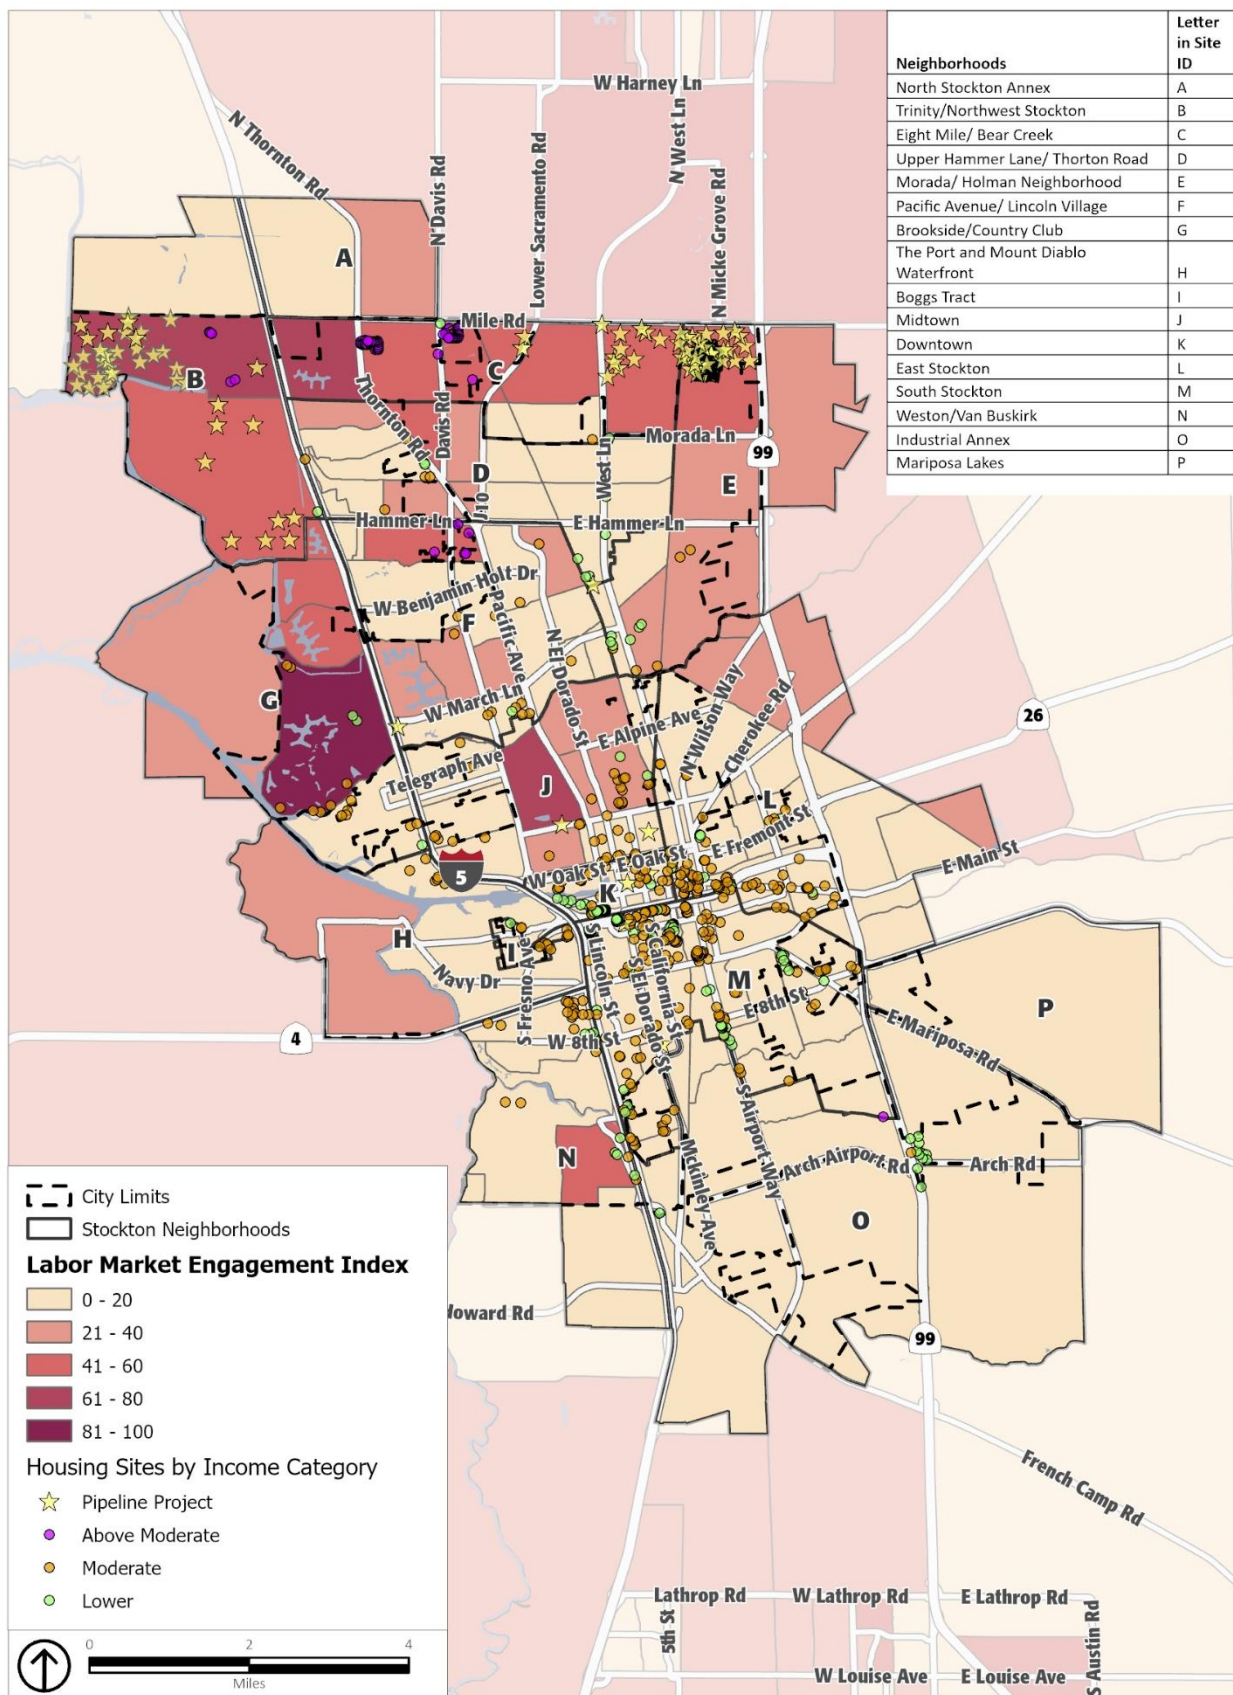 Neighborhoods
Letter in Site ID
North Stockton Annex A
Trinity/Northwest Stockton B
Eight Mile/ Bear Creek C
Upper Hammer Lane/ Thorton Road D
Morada/ Holman Neighborhood E
Pacific Avenue/ Lincoln Village F
Brookside/Country Club G
The Port and Mount Diablo
Waterfront H
Boggs Tract I
Midtown J
Downtown K
East Stockton L
South Stockton M
Weston/Van Buskirk N
Industrial Annex O
Mariposa Lakes P
W Harney Ln
N Thornton Rd
N Davis Rd
Lower Sacramento Rd
N West Ln
N Micke Grove Rd
A
Mile Rd
B
C
Thornton Rd
Davis Rd
West Ln
Morada Ln
99
D
J 10
E
Hammer Ln
E Hammer Ln
W Benjamin Holt Dr
F
Pacific Ave
N El Dorado St
G
W March Ln
N Wilson Way
Cherokee Rd
26
E Alpine Ave
Telegraph Ave
J
L
E Fremont St
W Oak St
E Oak St
E Main St
5
K
H
I
S Fresno Ave
Navy Dr
S Lincoln St
S California St
S El Dorado St
M
E 8th St
W 8th St
P
4
E Mariposa Rd
S Airport Way
N
Mckinley Ave
Arch Airport Rd
Arch Rd
O
Howard Rd
99
French Camp Rd
Lathrop Rd
W Lathrop Rd
E Lathrop Rd
5th St
S Austin Rd
W Louise Ave
E Louise Ave
City Limits
Stockton Neighborhoods
Labor Market Engagement Index
0 - 20
21 - 40
41 - 60
61 - 80
81 - 100
Housing Sites by Income Category
Pipeline Project
Above Moderate
Moderate
Lower
0 2 4
Miles